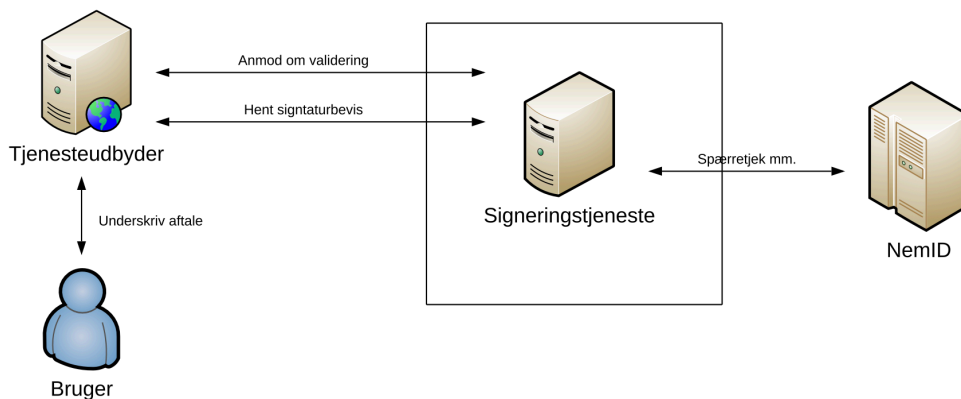 Anmod om validering
Hent signtaturbevis
Tjenesteudbyder
Spærretjek mm.
Signeringstjeneste
Underskriv aftale
NemID
Bruger